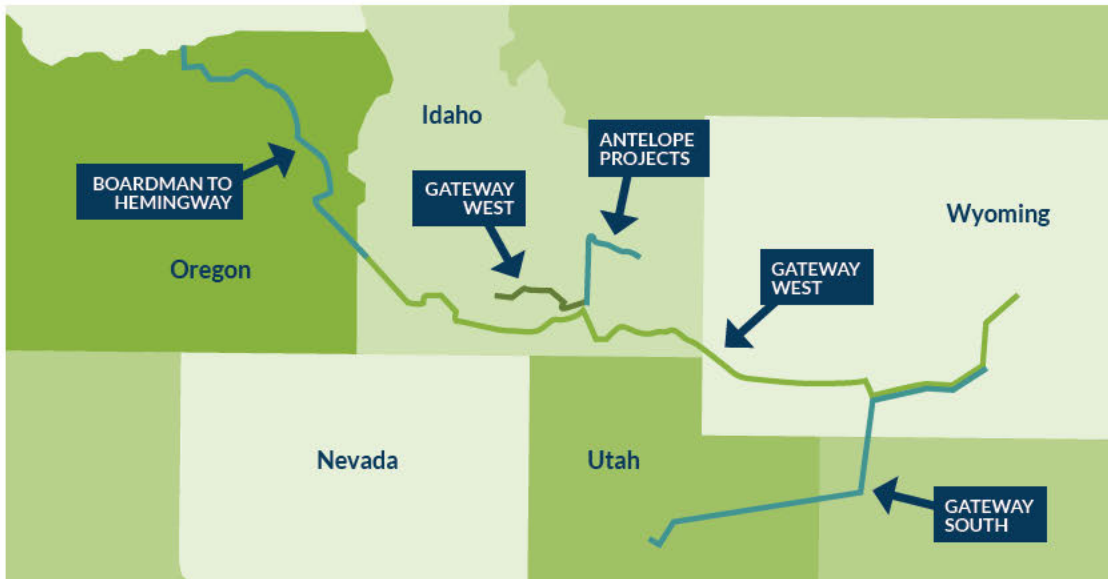 Idaho
ANTELOPE
PROJECTS
BOARDMAN TO
HEMINGWAY
GATEWAY
WEST
Wyoming
Oregon
GATEWAY
WEST
Nevada
Utah
GATEWAY
SOUTH